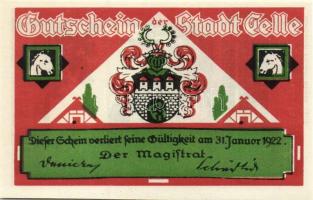 Gutschein der Stadt Celle
Dieser Schein verliert seine Gültigkeit am 31. Januar 1922.
Der Magistrat